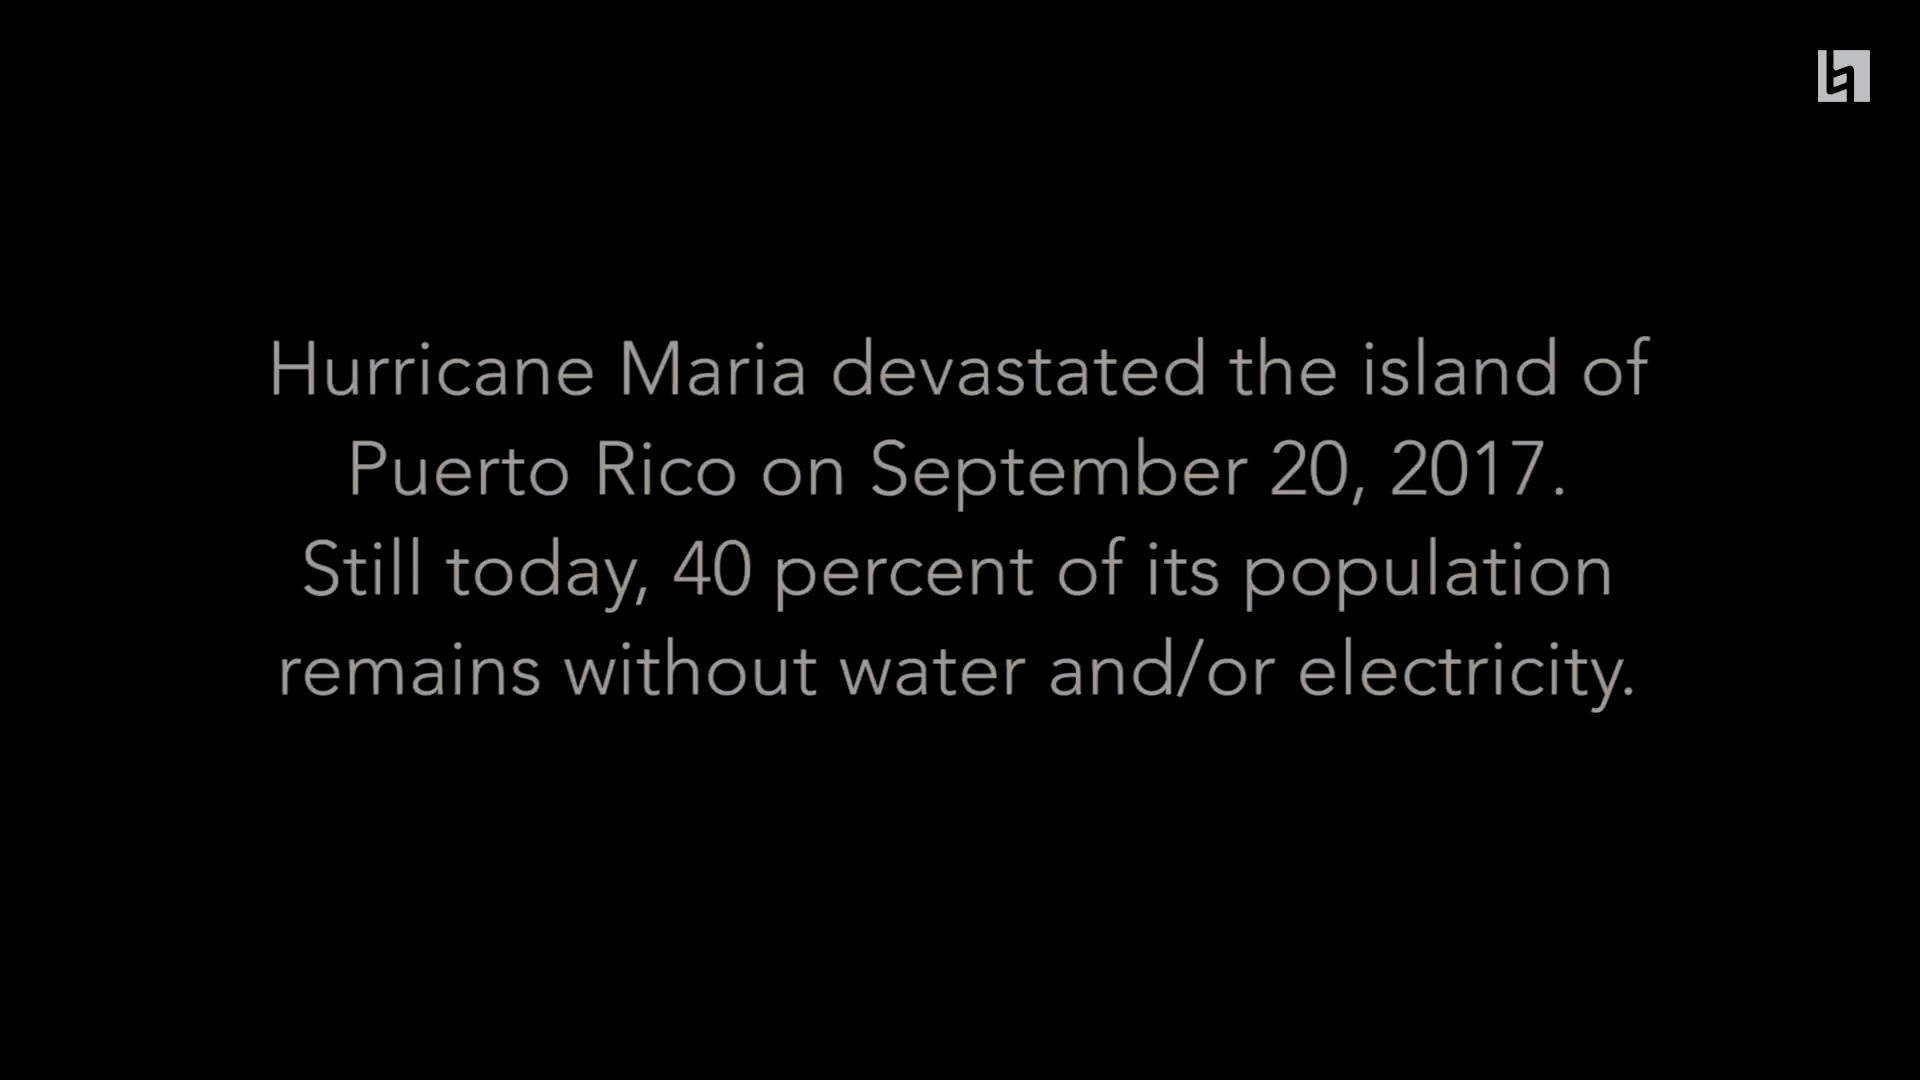 Hurricane Maria devastated the island of
Puerto Rico on September 20, 2017.
Still today, 40 percent of its population
remains without water and/or electricity.